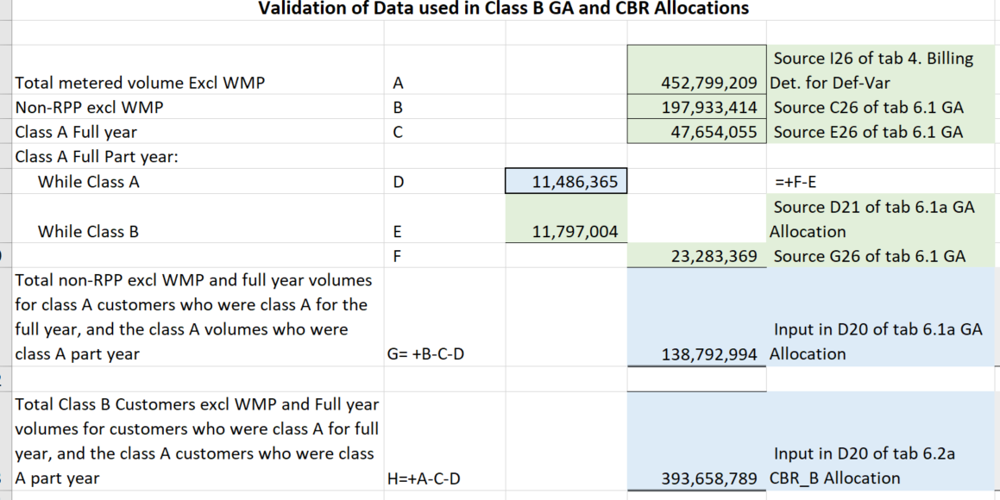 Validation of Data used in Class B GA and CBR Allocations
Source I26 of tab 4. Billing
Total metered volume Excl WMP A 452,799,209 Det. for Def-Var
Non-RPP excl WMP B 197,933,414 Source C26 of tab 6.1 GA
Class A Full year C 47,654,055 Source E26 of tab 6.1 GA
Class A Full Part year:
While Class A D 11,486,365 =+F-E
Source D21 of tab 6.1a GA
While Class B E 11,797,004 Allocation
F 23,283,369 Source G26 of tab 6.1 GA
Total non-RPP excl WMP and full year volumes
for class A customers who were class A for the
full year, and the class A volumes who were Input in D20 of tab 6.1a GA
class A part year G= +B-C-D 138,792,994 Allocation
Total Class B Customers excl WMP and Full year
volumes for customers who were class A for full
year, and the class A customers who were class Input in D20 of tab 6.2a
A part year H=+A-C-D 393,658,789 CBR_B Allocation